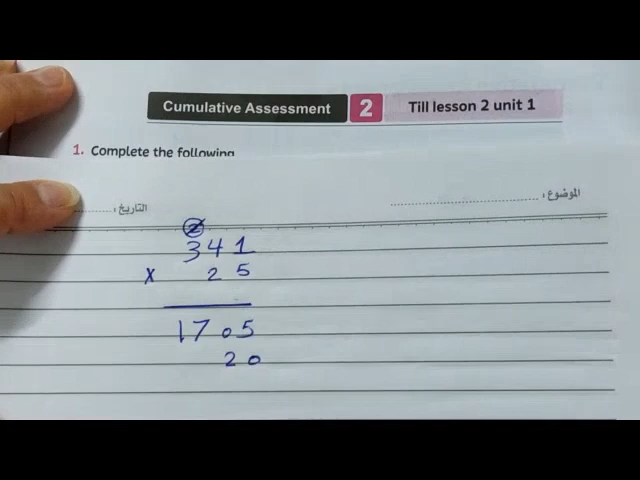 Cumulative Assessment 2 Till lesson 2 unit 1
1. Complete the following
التاريخ : ............ الموضوع : ............
2
341
x 25
1705
20